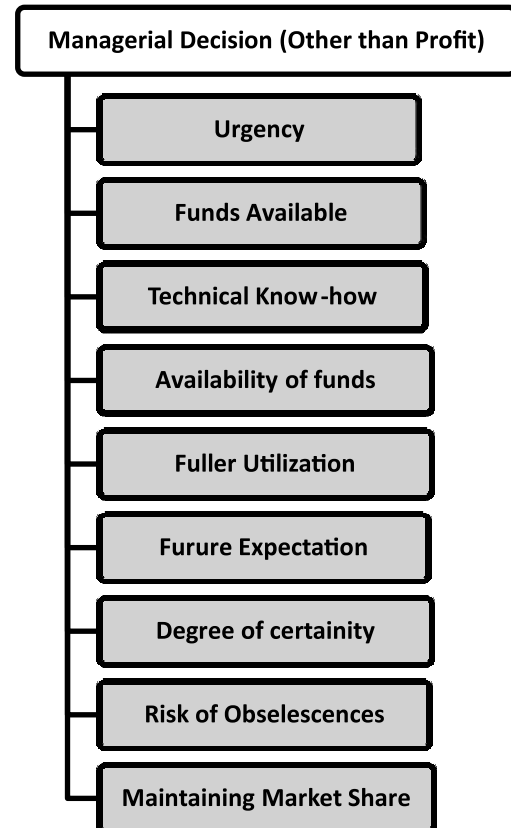 Managerial Decision (Other than Profit)
Urgency
Funds Available
Technical Know-how
Availability of funds
Fuller Utilization
Furure Expectation
Degree of certainity
Risk of Obselescences
Maintaining Market Share